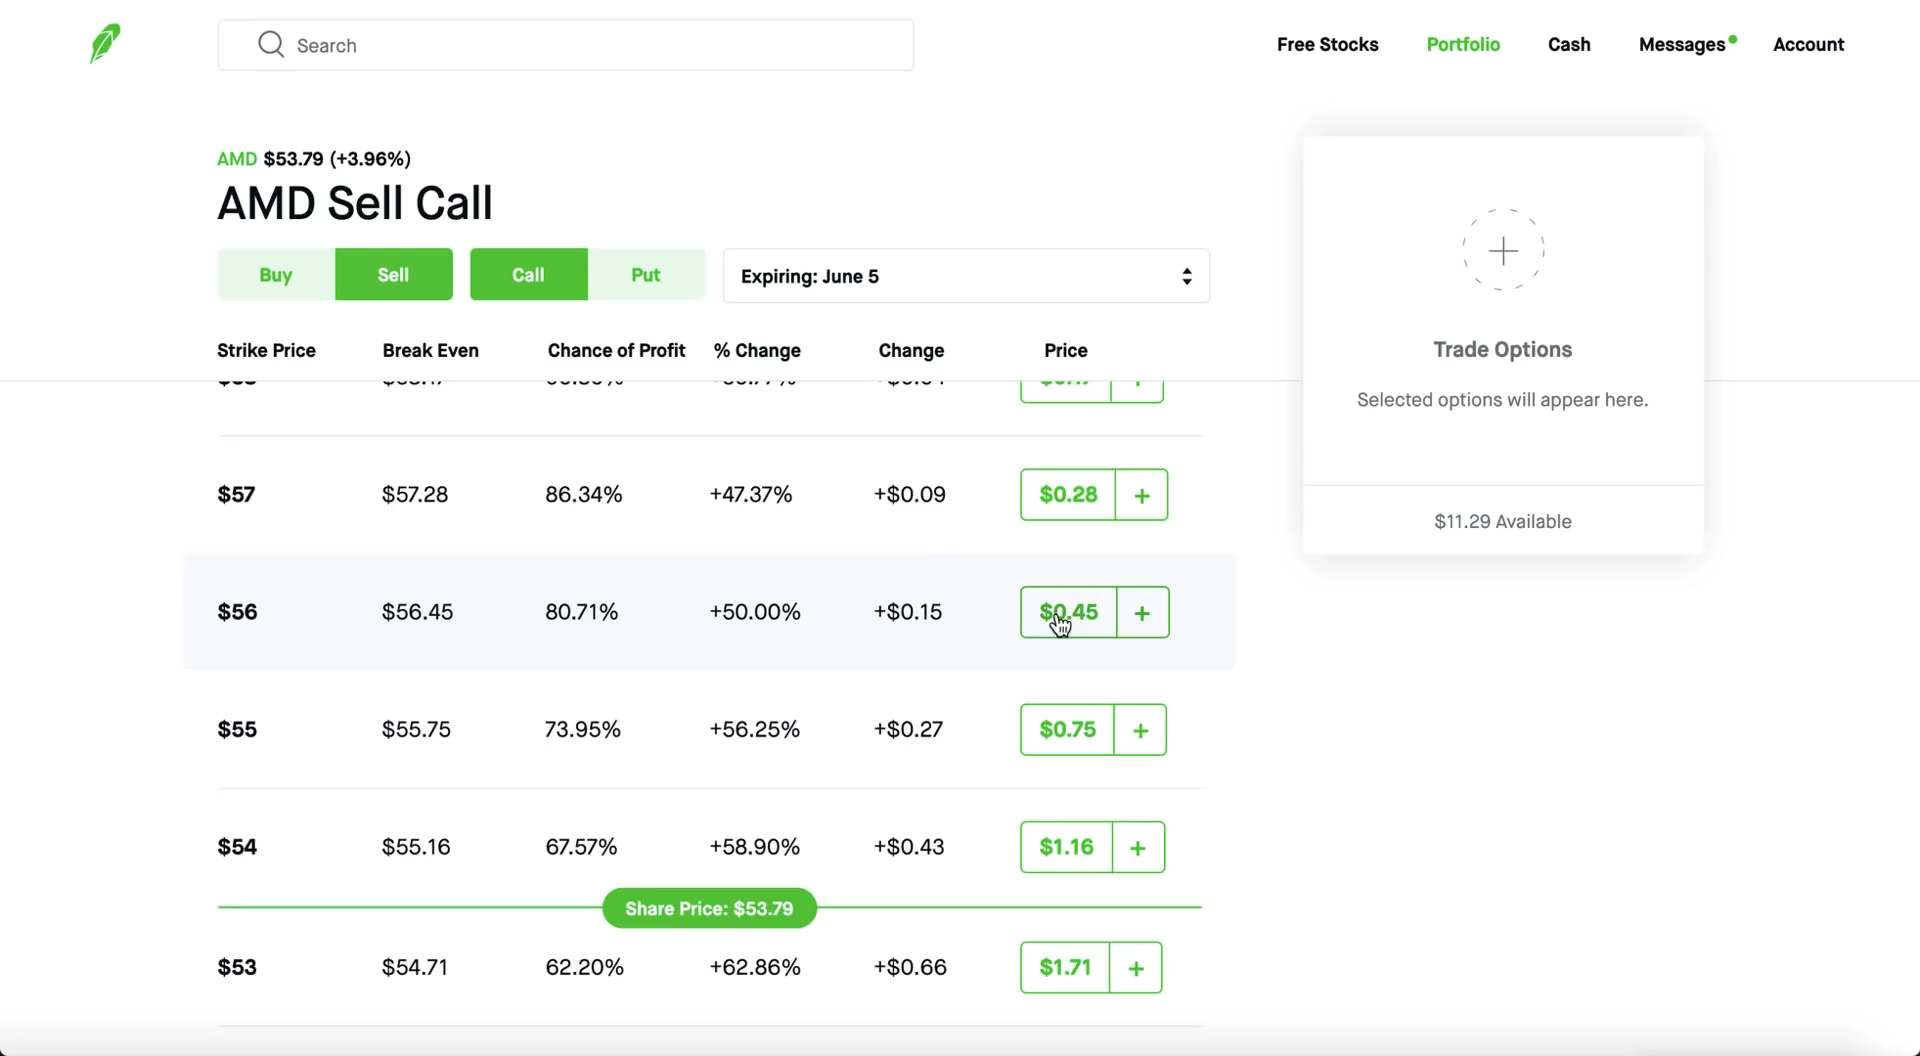 Search
Free Stocks Portfolio Cash Messages Account
AMD $53.79 (+3.96%)
AMD Sell Call
Buy Sell Call Put Expiring: June 5
Strike Price Break Even Chance of Profit % Change Change Price
$57 $57.28 86.34% +47.37% +$0.09 $0.28 +
$56 $56.45 80.71% +50.00% +$0.15 $0.45 +
$55 $55.75 73.95% +56.25% +$0.27 $0.75 +
$54 $55.16 67.57% +58.90% +$0.43 $1.16 +
Share Price: $53.79
$53 $54.71 62.20% +62.86% +$0.66 $1.71 +
Trade Options
Selected options will appear here.
$11.29 Available